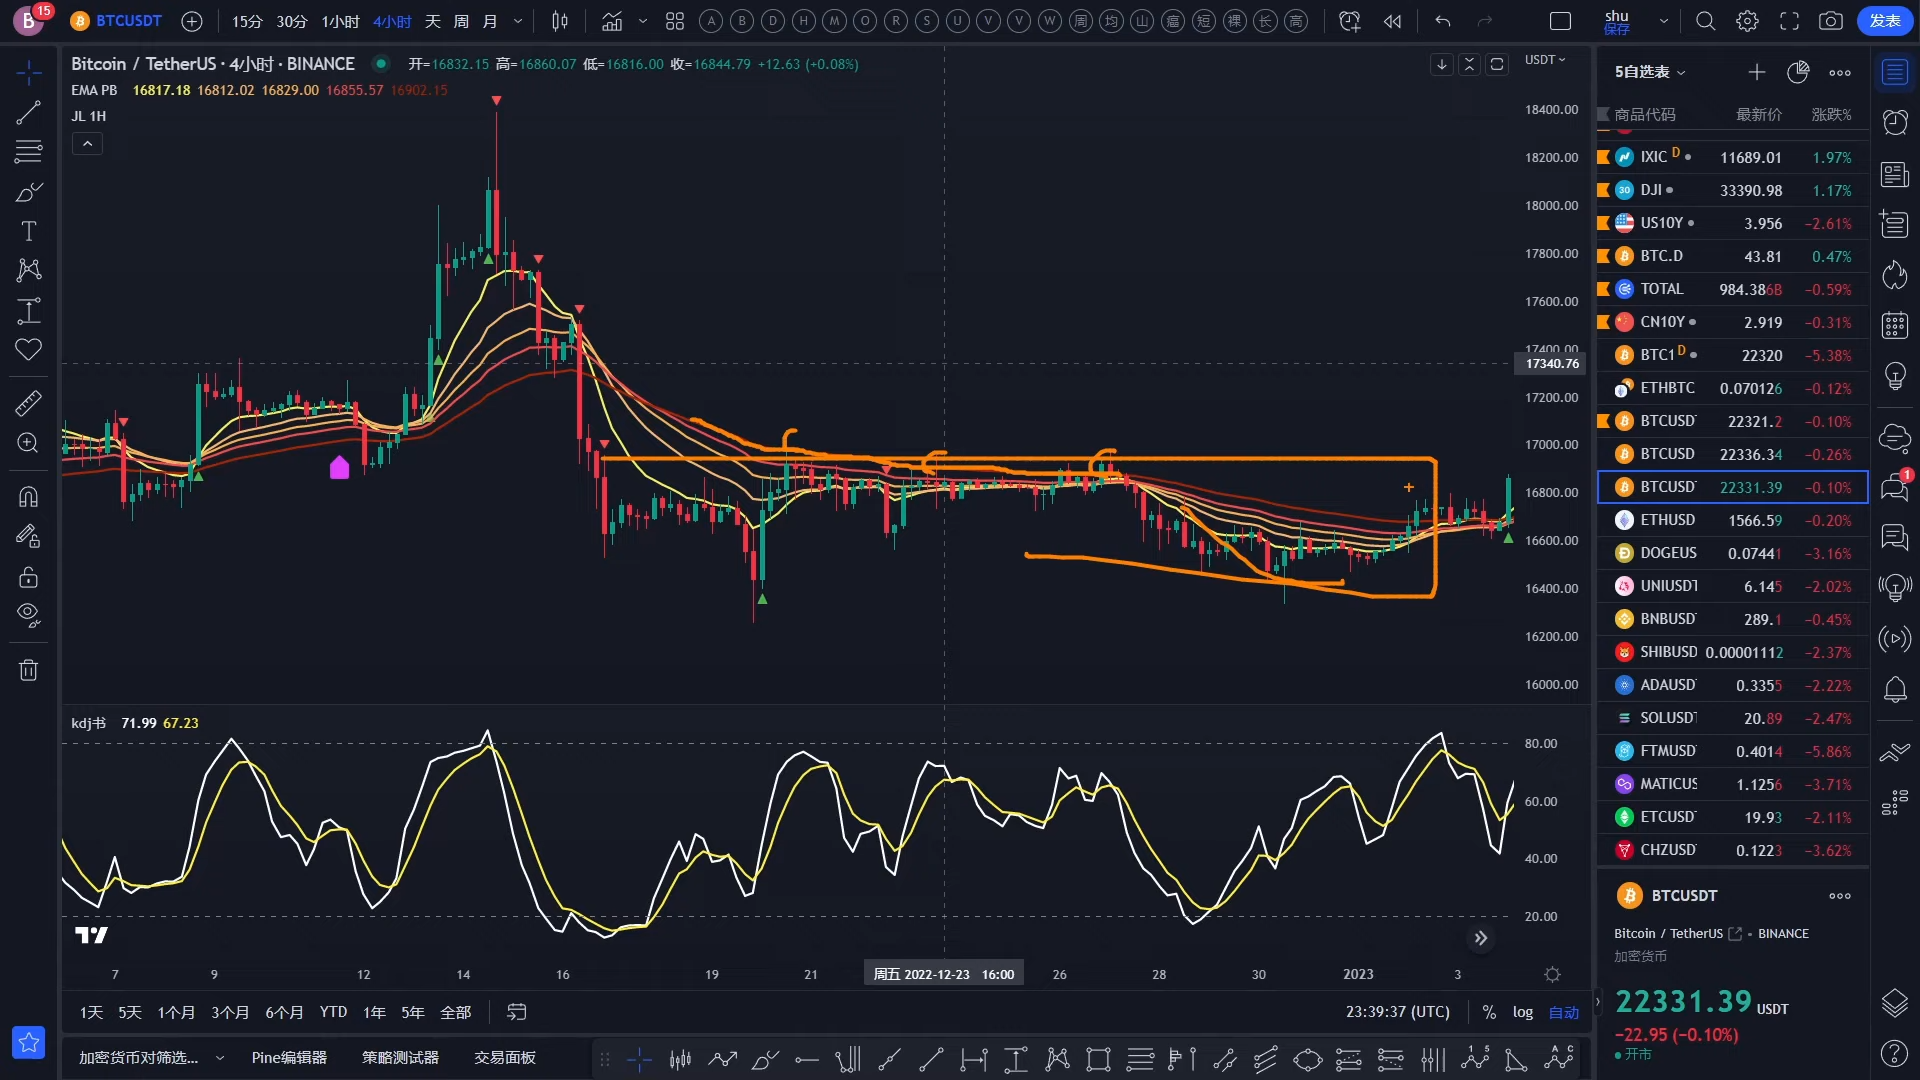 B 15 BTCUSDT 15分 30分 1小时 4小时 天 周 月 A B D H M O R S U V V W 周 均 山 短 裸 长 高 shu 保存 发表
Bitcoin / TetherUS · 4小时 · BINANCE 开=16832.15 高=16860.07 低=16816.00 收=16844.79 +12.63 (+0.08%)
EMA PB 16817.18 16812.02 16829.00 16855.57 16902.15
JL 1H
USDT
18400.00
18200.00
18000.00
17800.00
17600.00
17400.00
17340.76
17200.00
17000.00
16800.00
16600.00
16400.00
16200.00
16000.00
kdj书 71.99 67.23
80.00
60.00
40.00
20.00
7 9 12 14 16 19 21 周五 2022-12-23 16:00 26 28 30 2023 3
1天 5天 1个月 3个月 6个月 YTD 1年 5年 全部 23:39:37 (UTC) % log 自动
加密货币对筛选... Pine编辑器 策略测试器 交易面板
5自选表
商品代码 最新价 涨跌%
IXIC D 11689.01 1.97%
30 DJI 33390.98 1.17%
US10Y 3.956 −2.61%
BTC.D 43.81 0.47%
TOTAL 984.386B −0.59%
CN10Y 2.919 −0.31%
BTC1 D 22320 −5.38%
ETHBTC 0.070126 −0.12%
BTCUSD 22321.2 −0.10%
BTCUSD 22336.34 −0.26%
BTCUSD 22331.39 −0.10%
ETHUSD 1566.59 −0.20%
DOGEUS 0.07441 −3.16%
UNIUSDT 6.145 −2.02%
BNBUSD 289.1 −0.45%
SHIBUSD 0.00001112 −2.37%
ADAUSD 0.3355 −2.22%
SOLUSDT 20.89 −2.47%
FTMUSD 0.4014 −5.86%
MATICUS 1.1256 −3.71%
ETCUSD 19.93 −2.11%
CHZUSD 0.1223 −3.62%
BTCUSDT
Bitcoin / TetherUS · BINANCE
加密货币
22331.39 USDT
−22.95 (−0.10%)
开市
1